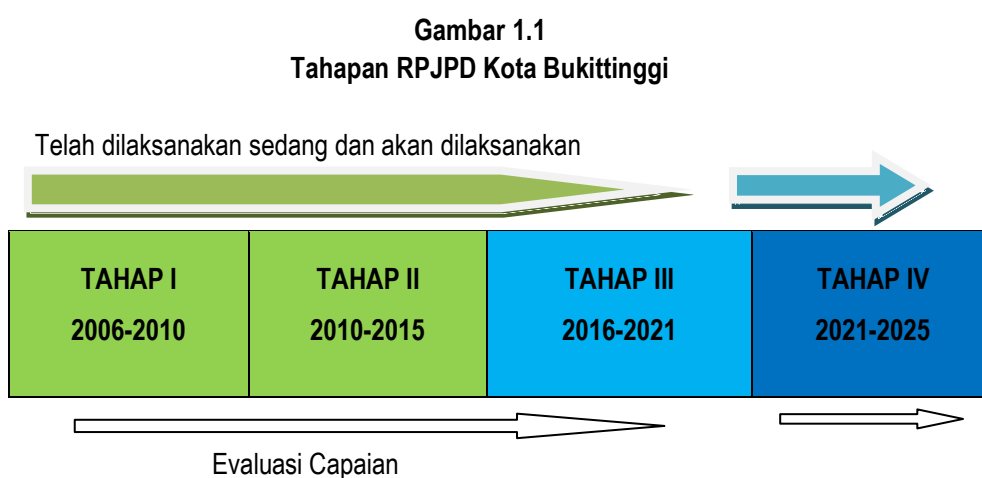 Gambar 1.1
Tahapan RPJPD Kota Bukittinggi
Telah dilaksanakan sedang dan akan dilaksanakan
TAHAP I
2006-2010
TAHAP II
2010-2015
TAHAP III
2016-2021
TAHAP IV
2021-2025
Evaluasi Capaian